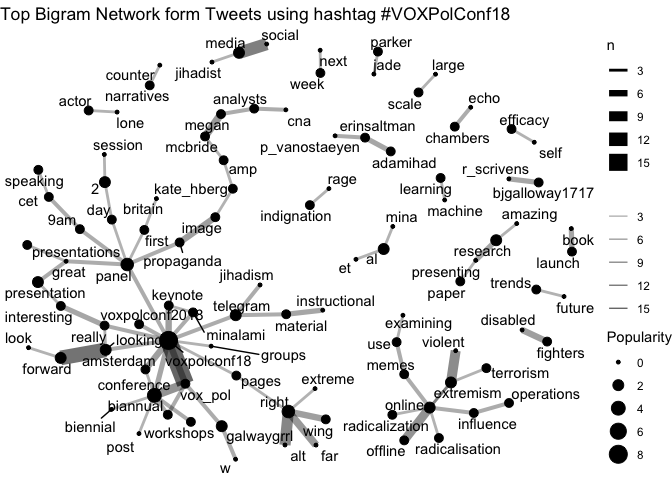 Top Bigram Network form Tweets using hashtag #VOXPolConf18
social
media
jihadist
counter
narratives
next
week
parker
jade
large
scale
actor
lone
analysts
megan
mcbride
cna
erinsaltman
p_vanostaeyen
adamihad
echo
chambers
efficacy
self
session
2
day
speaking
cet
9am
britain
kate_hberg
amp
image
first
propaganda
rage
indignation
learning
machine
r_scrivens
bjgalloway1717
mina
al
et
amazing
research
presenting
paper
book
launch
presentations
great
panel
presentation
interesting
keynote
voxpolconf2018
jihadism
telegram
instructional
material
minalami
trends
future
look
forward
really
looking
amsterdam
voxpolconf18
groups
conference
biannual
biennial
vox_pol
post
workshops
galwaygrrl
w
pages
right
extreme
wing
alt
far
examining
use
memes
violent
extremism
terrorism
online
operations
influence
radicalization
offline
radicalisation
disabled
fighters
n
3
6
9
12
15
3
6
9
12
15
Popularity
0
2
4
6
8